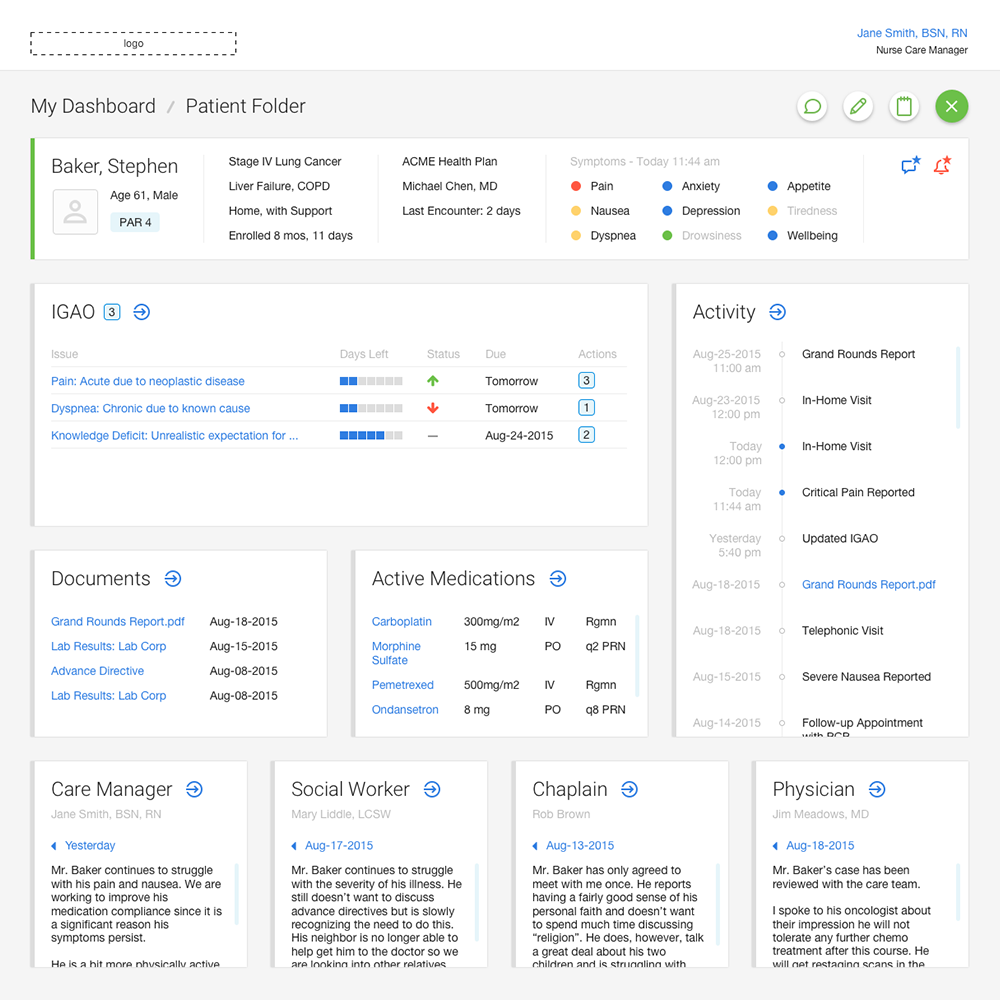 logo
Jane Smith, BSN, RN
Nurse Care Manager
My Dashboard / Patient Folder
Baker, Stephen
Age 61, Male
PAR 4
Stage IV Lung Cancer
Liver Failure, COPD
Home, with Support
Enrolled 8 mos, 11 days
ACME Health Plan
Michael Chen, MD
Last Encounter: 2 days
Symptoms - Today 11:44 am
Pain Anxiety Appetite
Nausea Depression Tiredness
Dyspnea Drowsiness Wellbeing
IGAO 3
Issue Days Left Status Due Actions
Pain: Acute due to neoplastic disease Tomorrow 3
Dyspnea: Chronic due to known cause Tomorrow 1
Knowledge Deficit: Unrealistic expectation for ... — Aug-24-2015 2
Activity
Aug-25-2015 Grand Rounds Report
11:00 am
Aug-23-2015 In-Home Visit
12:00 pm
Today In-Home Visit
12:00 pm
Today Critical Pain Reported
11:44 am
Yesterday Updated IGAO
5:40 pm
Aug-18-2015 Grand Rounds Report.pdf
Aug-18-2015 Telephonic Visit
Aug-15-2015 Severe Nausea Reported
Aug-14-2015 Follow-up Appointment
with PCP
Documents
Grand Rounds Report.pdf Aug-18-2015
Lab Results: Lab Corp Aug-15-2015
Advance Directive Aug-08-2015
Lab Results: Lab Corp Aug-08-2015
Active Medications
Carboplatin 300mg/m2 IV Rgmn
Morphine 15 mg PO q2 PRN
Sulfate
Pemetrexed 500mg/m2 IV Rgmn
Ondansetron 8 mg PO q8 PRN
Care Manager
Jane Smith, BSN, RN
Yesterday
Mr. Baker continues to struggle
with his pain and nausea. We are
working to improve his
medication compliance since it is
a significant reason his
symptoms persist.
He is a bit more physically active
Social Worker
Mary Liddle, LCSW
Aug-17-2015
Mr. Baker continues to struggle
with the severity of his illness. He
still doesn’t want to discuss
advance directives but is slowly
recognizing the need to do this.
His neighbor is no longer able to
help get him to the doctor so we
are looking into other relatives
Chaplain
Rob Brown
Aug-13-2015
Mr. Baker has only agreed to
meet with me once. He reports
having a fairly good sense of his
personal faith and doesn’t want
to spend much time discussing
“religion”. He does, however, talk
a great deal about his two
children and is struggling with
Physician
Jim Meadows, MD
Aug-18-2015
Mr. Baker’s case has been
reviewed with the care team.
I spoke to his oncologist about
their impression he will not
tolerate any further chemo
treatment after this course. He
will get restaging scans in the